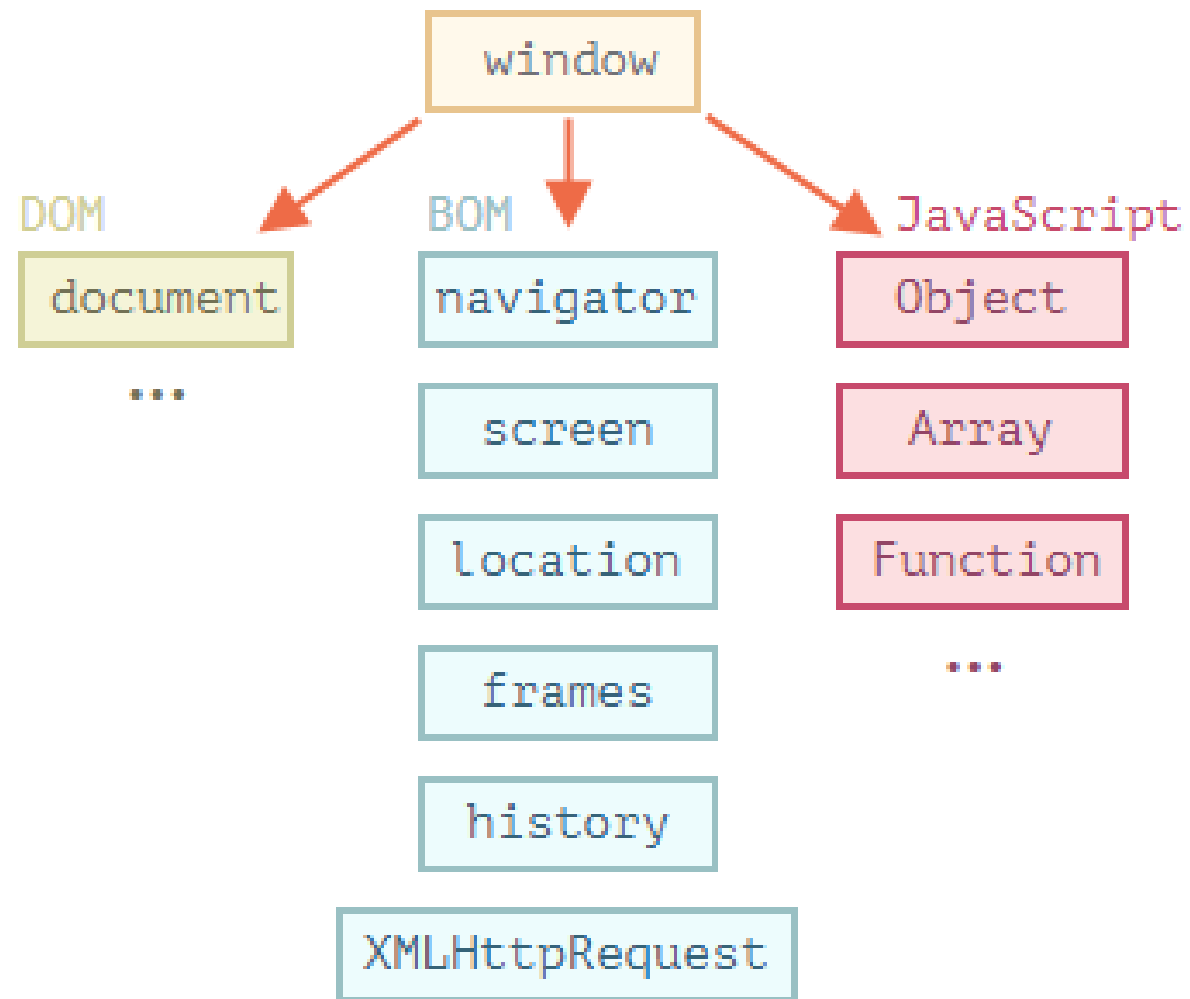 window
DOM
BOM
JavaScript
document
navigator
Object
...
screen
Array
location
Function
frames
...
history
XMLHttpRequest